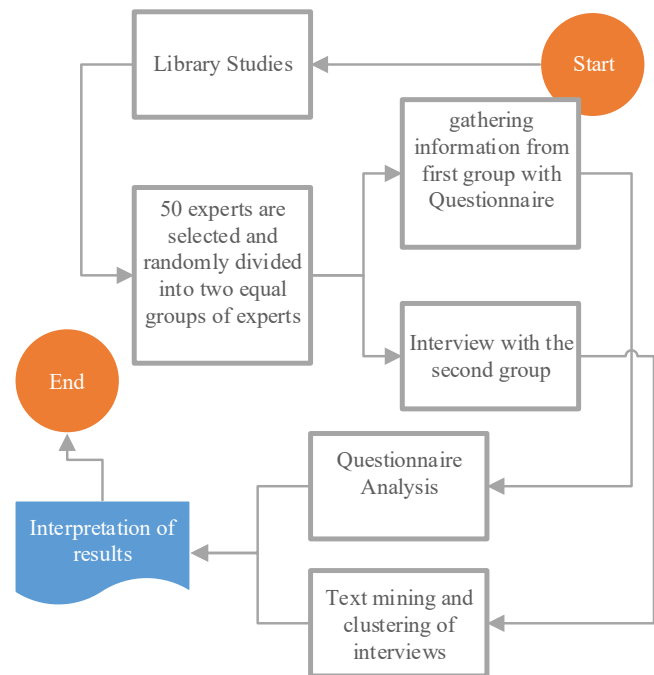 Start
Library Studies
50 experts are
selected and
randomly divided
into two equal
groups of experts
gathering
information from
first group with
Questionnaire
Interview with the
second group
Questionnaire
Analysis
Text mining and
clustering of
interviews
Interpretation of
results
End